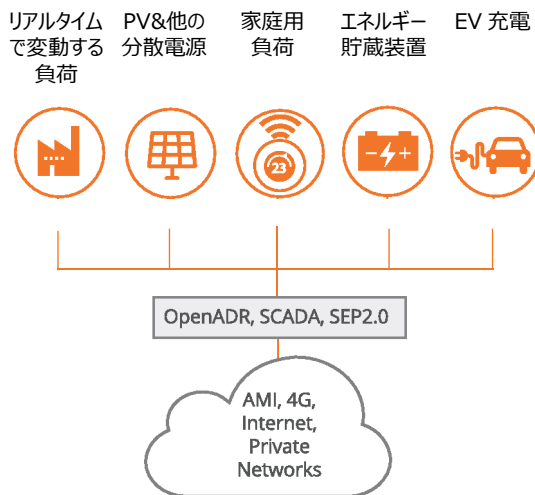 リアルタイム
で変動する
負荷
PV&他の
分散電源
家庭用
負荷
エネルギー
貯蔵装置
EV 充電
23
OpenADR, SCADA, SEP2.0
AMI, 4G,
Internet,
Private
Networks